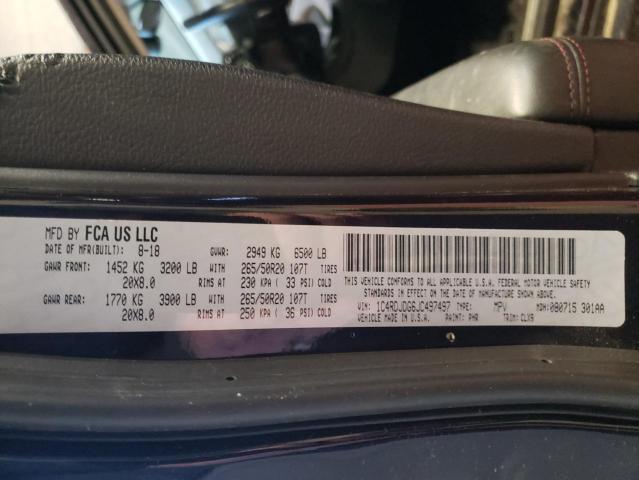 MFD BY FCA US LLC
DATE OF MFR(BUILT): 8-18 GVWR: 2949 KG 6500 LB
GAWR FRONT: 1452 KG 3200 LB WITH 265/50R20 107T TIRES
20X8.0 RIMS AT 230 KPA ( 33 PSI) COLD
GAWR REAR: 1770 KG 3900 LB WITH 265/50R20 107T TIRES
20X8.0 RIMS AT 250 KPA ( 36 PSI) COLD
THIS VEHICLE CONFORMS TO ALL APPLICABLE U.S.A. FEDERAL MOTOR VEHICLE SAFETY
STANDARDS IN EFFECT ON THE DATE OF MANUFACTURE SHOWN ABOVE.
VIN: 1C4RDJDG6JC497497 TYPE: MPV MDH:080715 301AA
VEHICLE MADE IN U.S.A. PAINT: PHR TRIM: CLX9